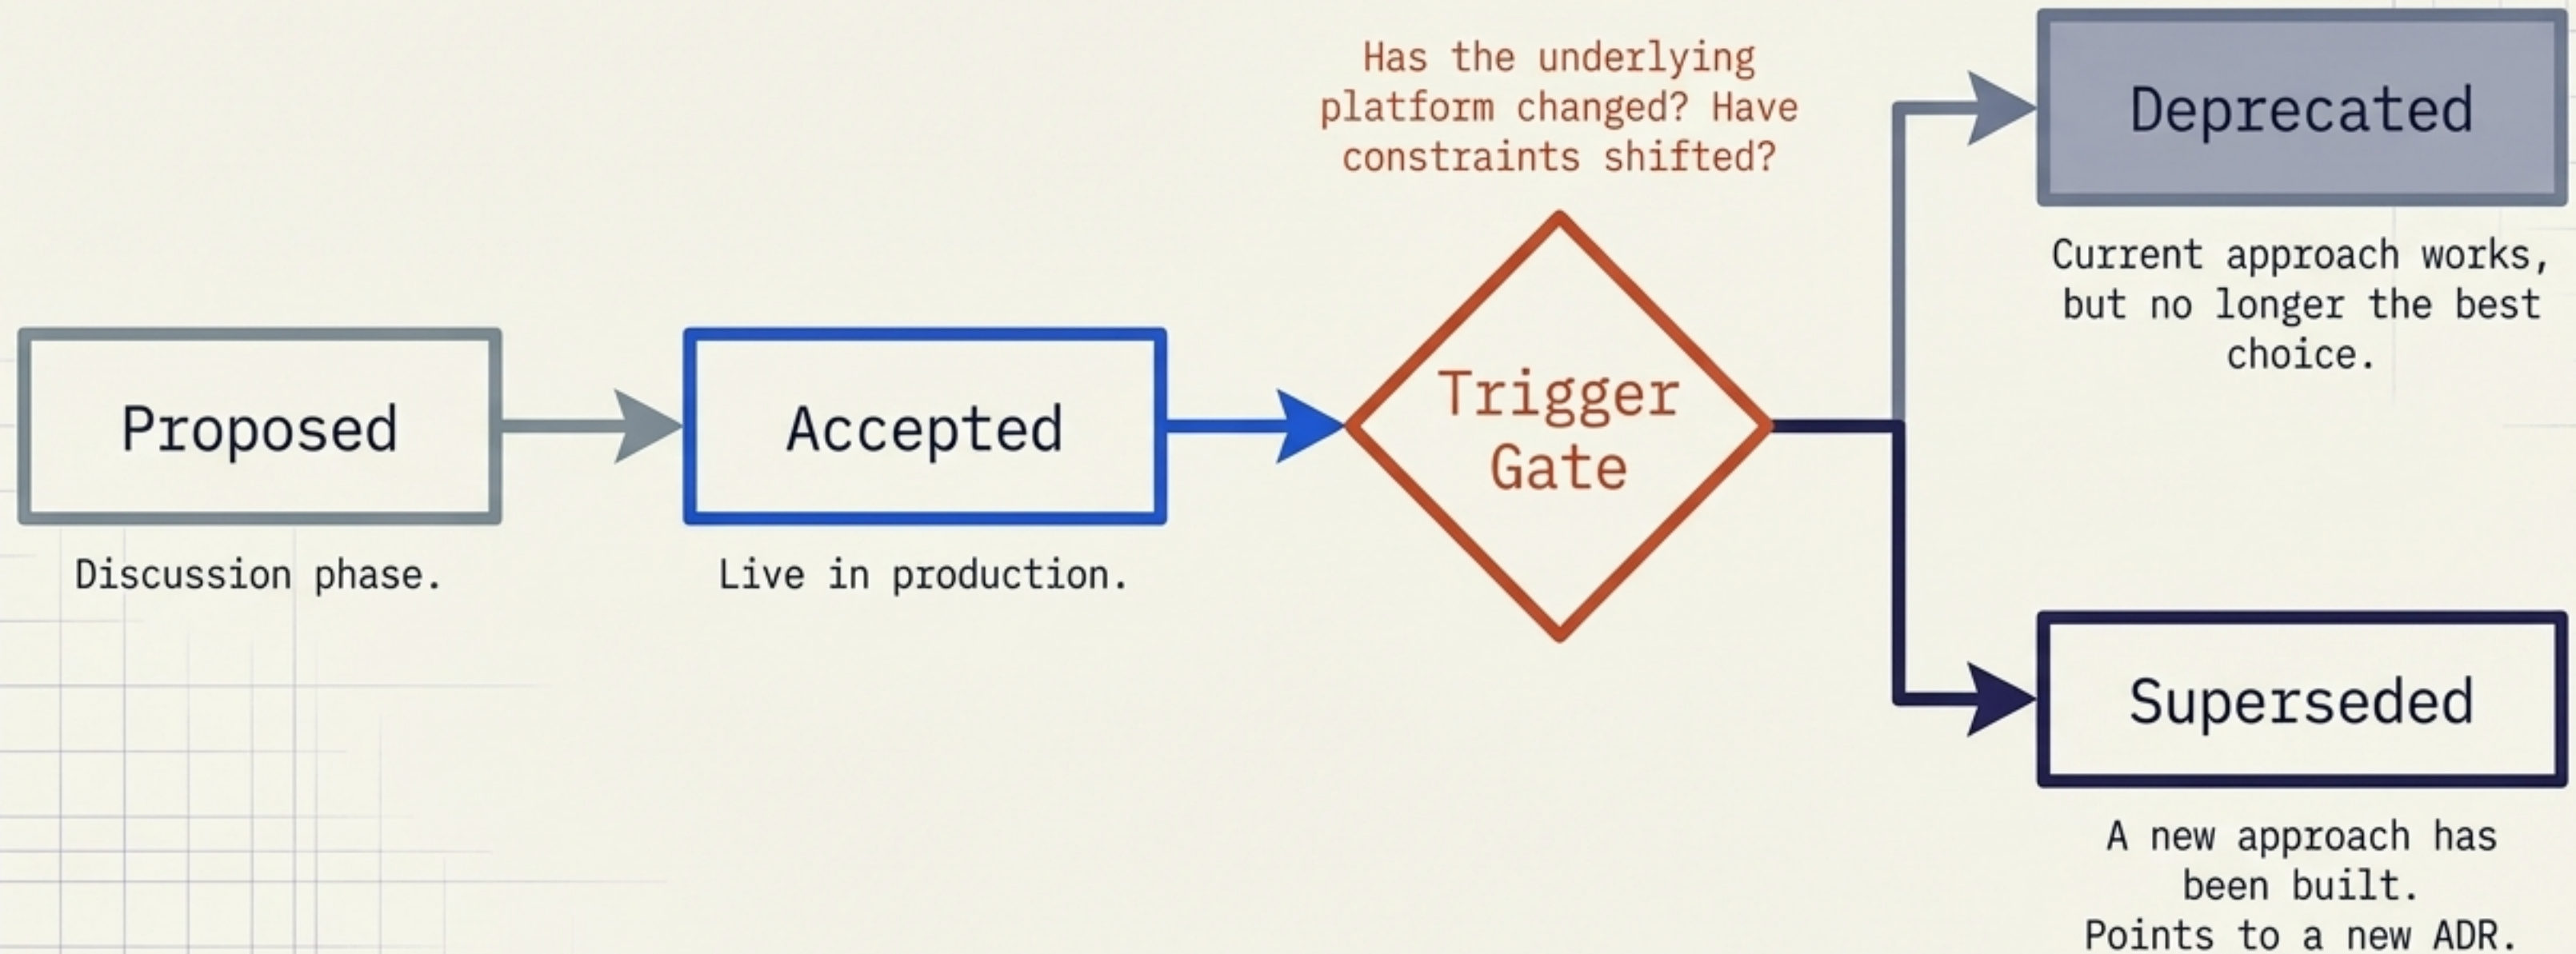 Proposed
Discussion phase.
Accepted
Live in production.
Has the underlying
platform changed? Have
constraints shifted?
Trigger
Gate
Deprecated
Current approach works,
but no longer the best
choice.
Superseded
A new approach has
been built.
Points to a new ADR.